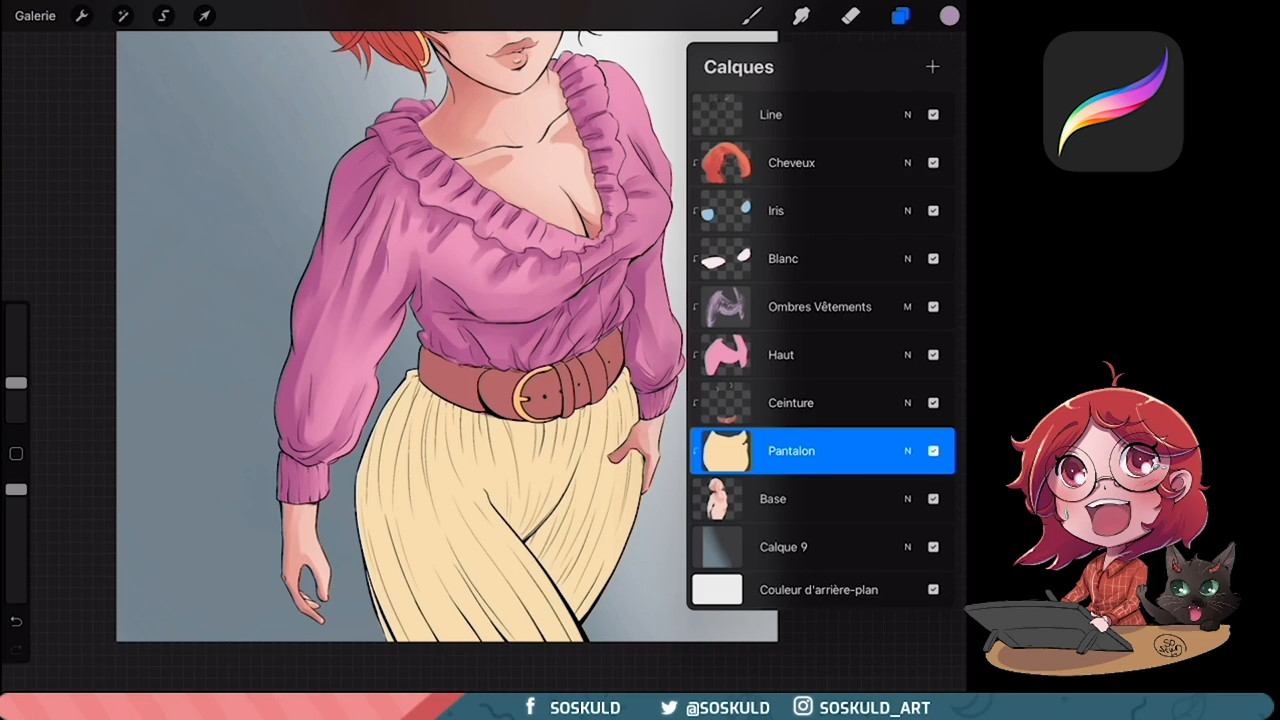 Galerie
Calques
Line N
Cheveux N
Iris N
Blanc N
Ombres Vêtements M
Haut N
Ceinture N
Pantalon N
Base N
Calque 9 N
Couleur d'arrière-plan
SOSKULD @SOSKULD SOSKULD_ART